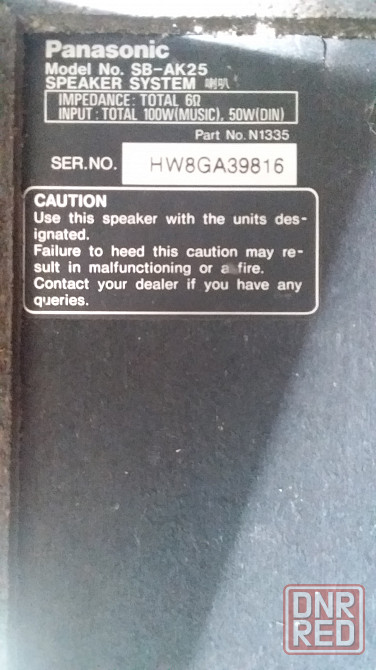 Panasonic
Model No. SB-AK25
SPEAKER SYSTEM 喇叭
IMPEDANCE: TOTAL 6Ω
INPUT: TOTAL 100W(MUSIC), 50W(DIN)
Part No. N1335
SER.NO. HW8GA39816
CAUTION
Use this speaker with the units des-
ignated.
Failure to heed this caution may re-
sult in malfunctioning or a fire.
Contact your dealer if you have any
queries.
DNR
RED